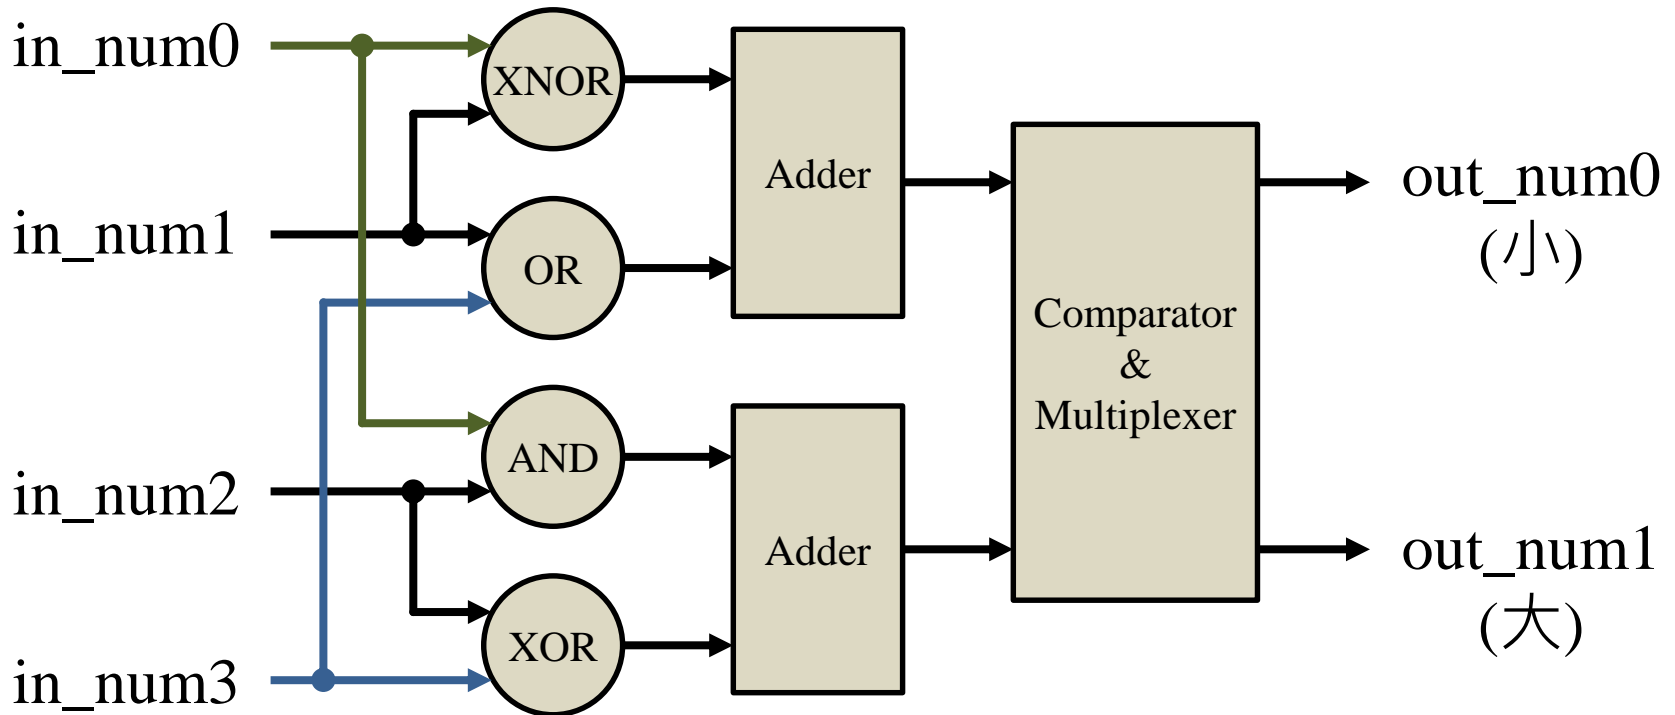 in_num0
in_num1
in_num2
in_num3
XNOR
OR
AND
XOR
Adder
Adder
Comparator
&
Multiplexer
out_num0
(小)
out_num1
(大)